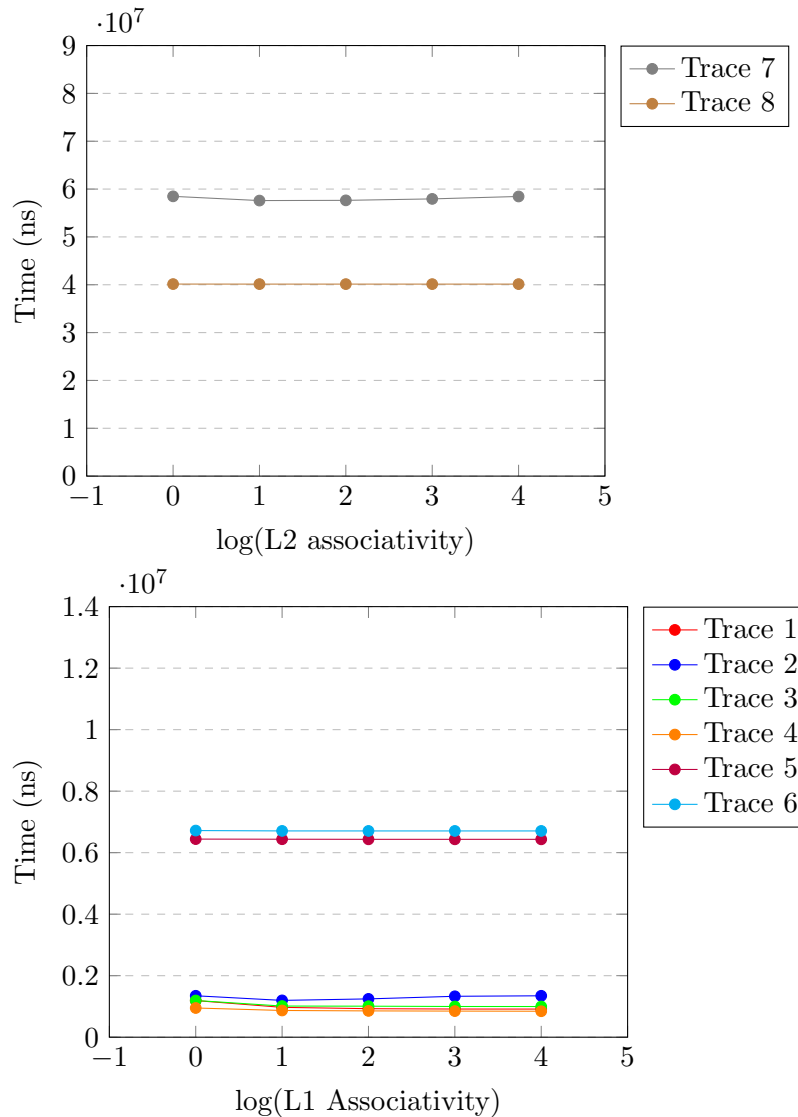 ·10^7
9
8
7
6
5
4
3
2
1
0
Time (ns)
−1 0 1 2 3 4 5
log(L2 associativity)
Trace 7
Trace 8
·10^7
1.4
1.2
1
0.8
0.6
0.4
0.2
0
Time (ns)
−1 0 1 2 3 4 5
log(L1 Associativity)
Trace 1
Trace 2
Trace 3
Trace 4
Trace 5
Trace 6